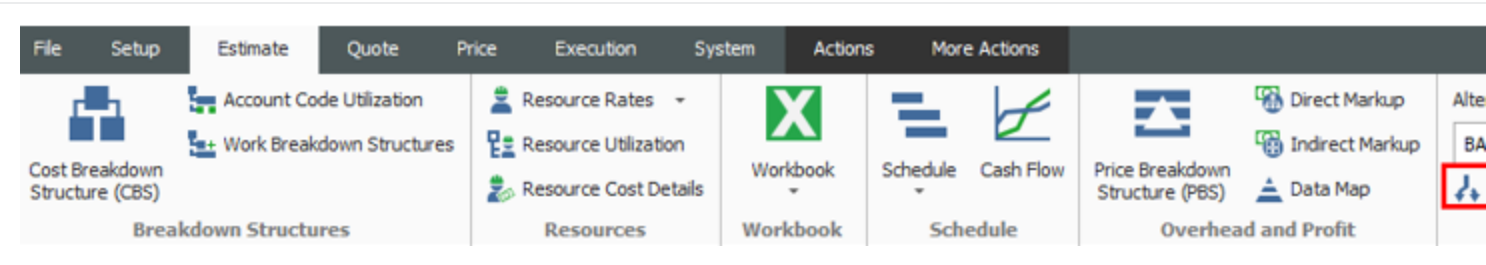 File Setup Estimate Quote Price Execution System Actions More Actions
Account Code Utilization
Work Breakdown Structures
Cost Breakdown
Structure (CBS)
Breakdown Structures
Resource Rates
Resource Utilization
Resource Cost Details
Resources
Workbook
Workbook
Schedule
Cash Flow
Schedule
Price Breakdown
Structure (PBS)
Direct Markup
Indirect Markup
Data Map
Overhead and Profit
Alte
BA